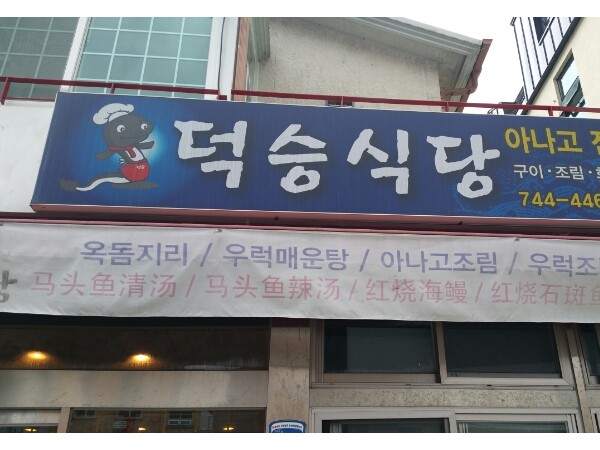 덕승식당
아나고
구이·조림·
744-446
옥돔지리 / 우럭매운탕 / 아나고조림 / 우럭조
马头鱼清汤 / 马头鱼辣汤 / 红烧海鳗 / 红烧石斑鱼